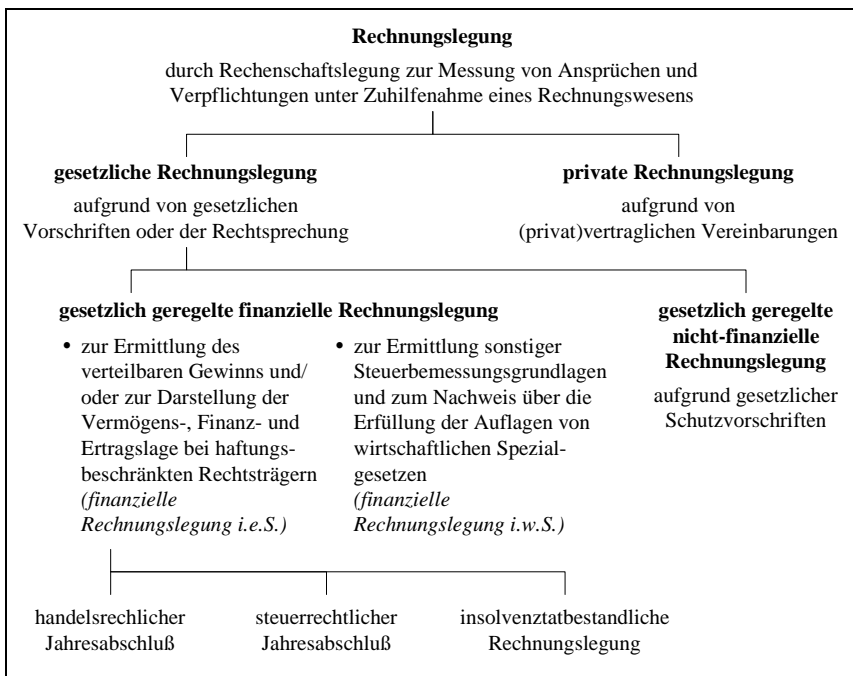 Rechnungslegung
durch Rechenschaftslegung zur Messung von Ansprüchen und
Verpflichtungen unter Zuhilfenahme eines Rechnungswesens
gesetzliche Rechnungslegung
aufgrund von gesetzlichen
Vorschriften oder der Rechtsprechung
private Rechnungslegung
aufgrund von
(privat)vertraglichen Vereinbarungen
gesetzlich geregelte finanzielle Rechnungslegung
• zur Ermittlung des
verteilbaren Gewinns und/
oder zur Darstellung der
Vermögens-, Finanz- und
Ertragslage bei haftungs-
beschränkten Rechtsträgern
(finanzielle
Rechnungslegung i.e.S.)
• zur Ermittlung sonstiger
Steuerbemessungsgrundlagen
und zum Nachweis über die
Erfüllung der Auflagen von
wirtschaftlichen Spezial-
gesetzen
(finanzielle
Rechnungslegung i.w.S.)
gesetzlich geregelte
nicht-finanzielle
Rechnungslegung
aufgrund gesetzlicher
Schutzvorschriften
handelsrechlicher
Jahresabschluß
steuerrechtlicher
Jahresabschluß
insolvenztatbestandliche
Rechnungslegung